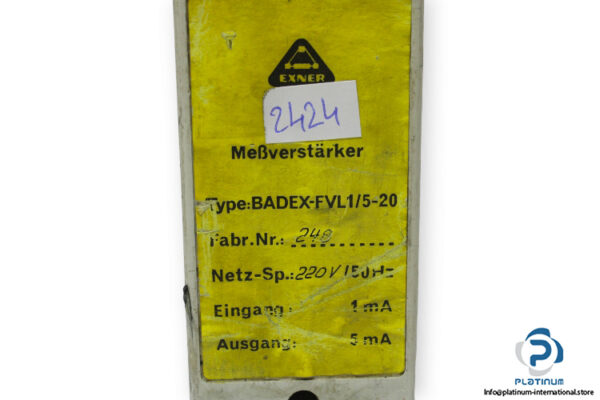 EXNER
2424
Meßverstärker
Type:BADEX-FVL1/5-20
Fabr.Nr.: 248
Netz-Sp.:220V/50Hz
Eingang: 1 mA
Ausgang: 5 mA
PLATINUM
Info@platinum-international.store